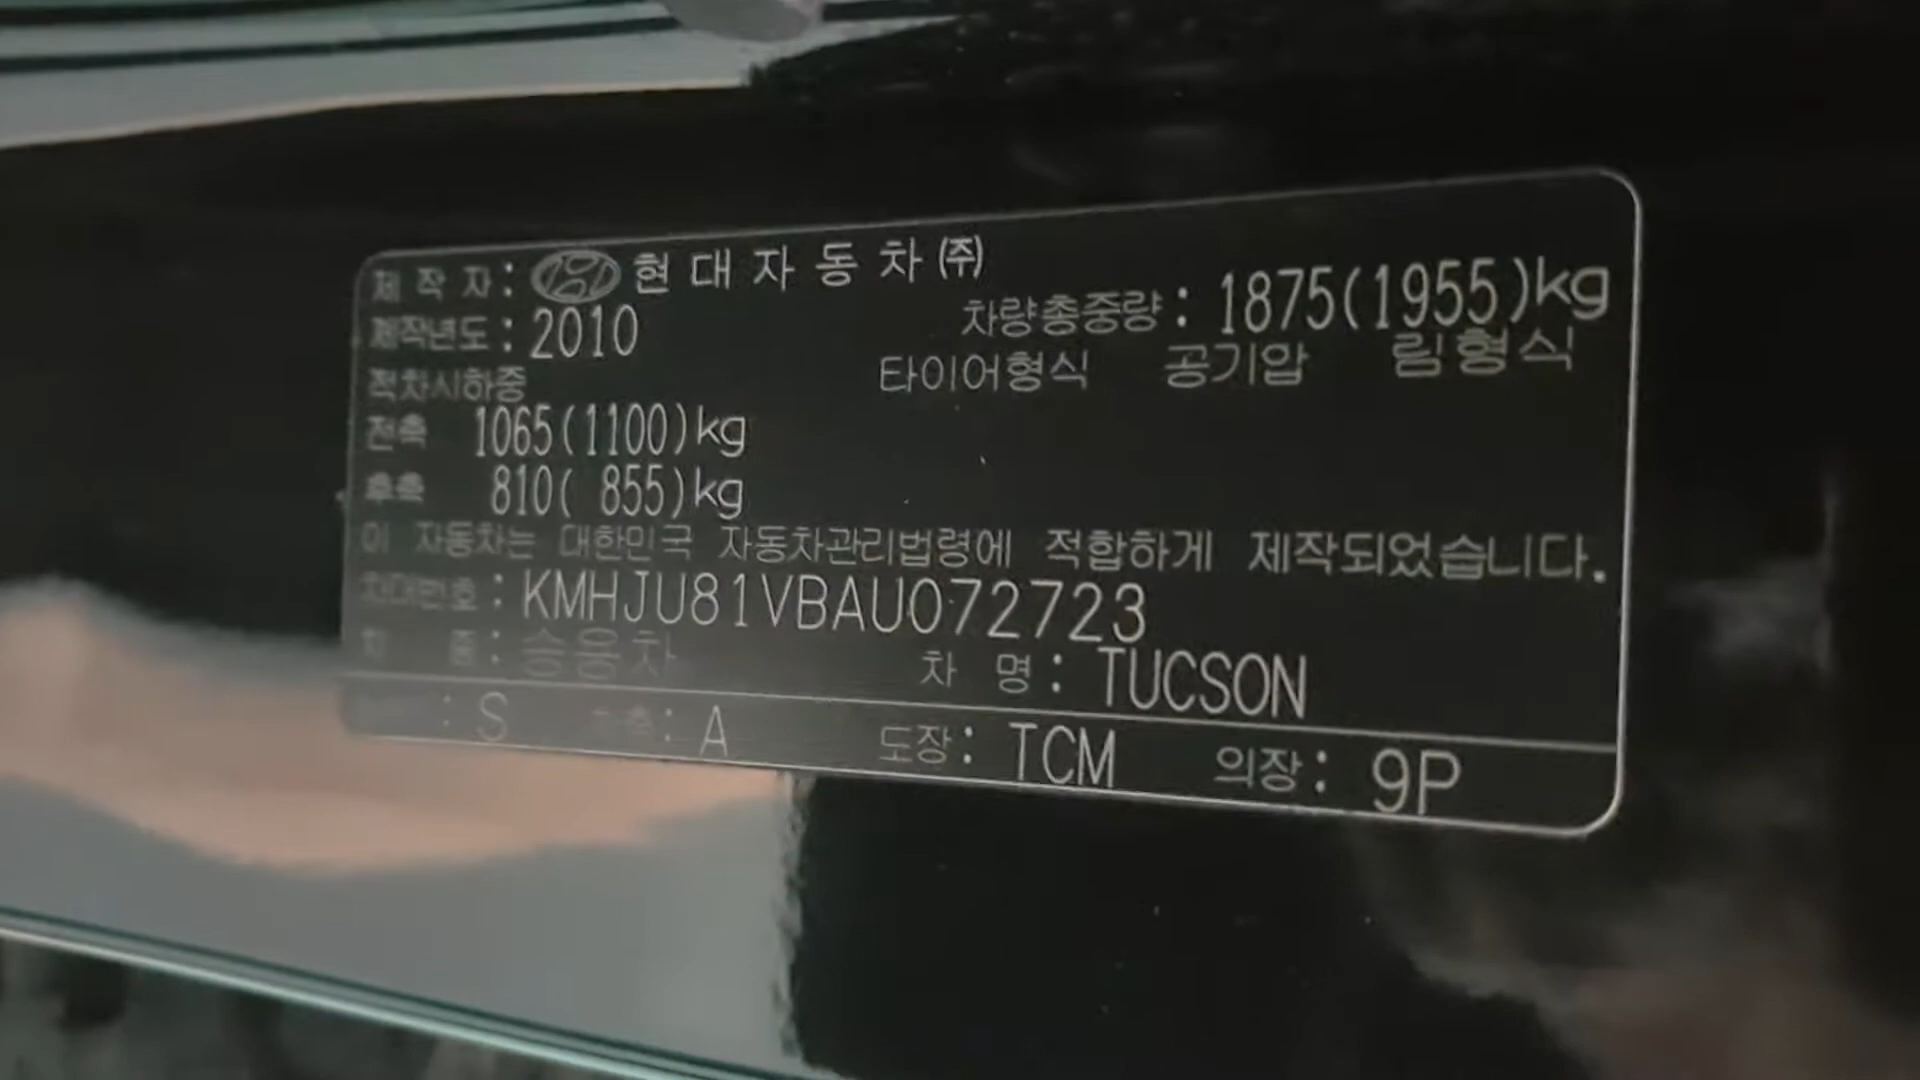 제 작 자 : 현 대 자 동 차 ㈜
제작년도 : 2010
차량총중량 : 1875(1955)kg
적차시하중
타이어형식 공기압 림형식
전축 1065(1100)kg
후축 810( 855)kg
이 자동차는 대한민국 자동차관리법령에 적합하게 제작되었습니다.
차대번호 : KMHJU81VBAU072723
차 종 : 승용차 차 명 : TUCSON
: S : A 도장 : TCM 의장 : 9P